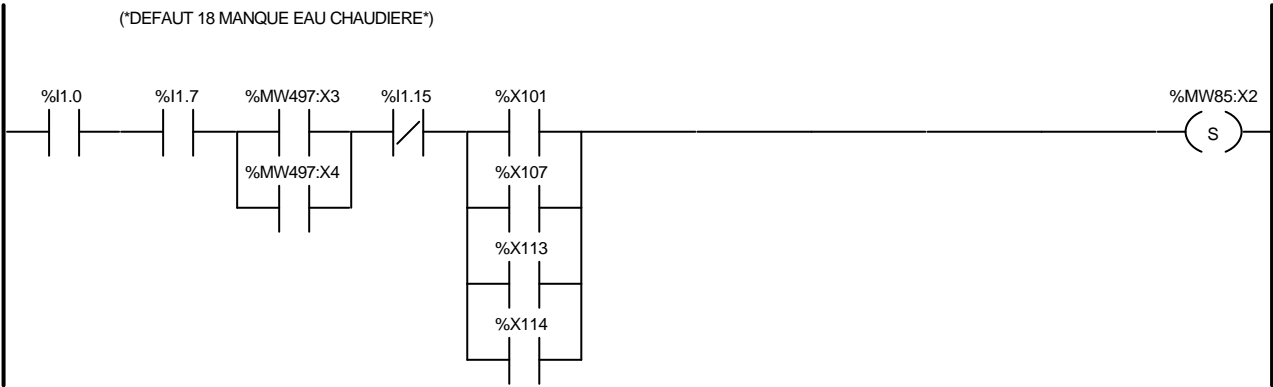 (*DEFAUT 18 MANQUE EAU CHAUDIERE*)
%I1.0 %I1.7 %MW497:X3 %I1.15 %X101 %MW85:X2
S
%MW497:X4 %X107
%X113
%X114